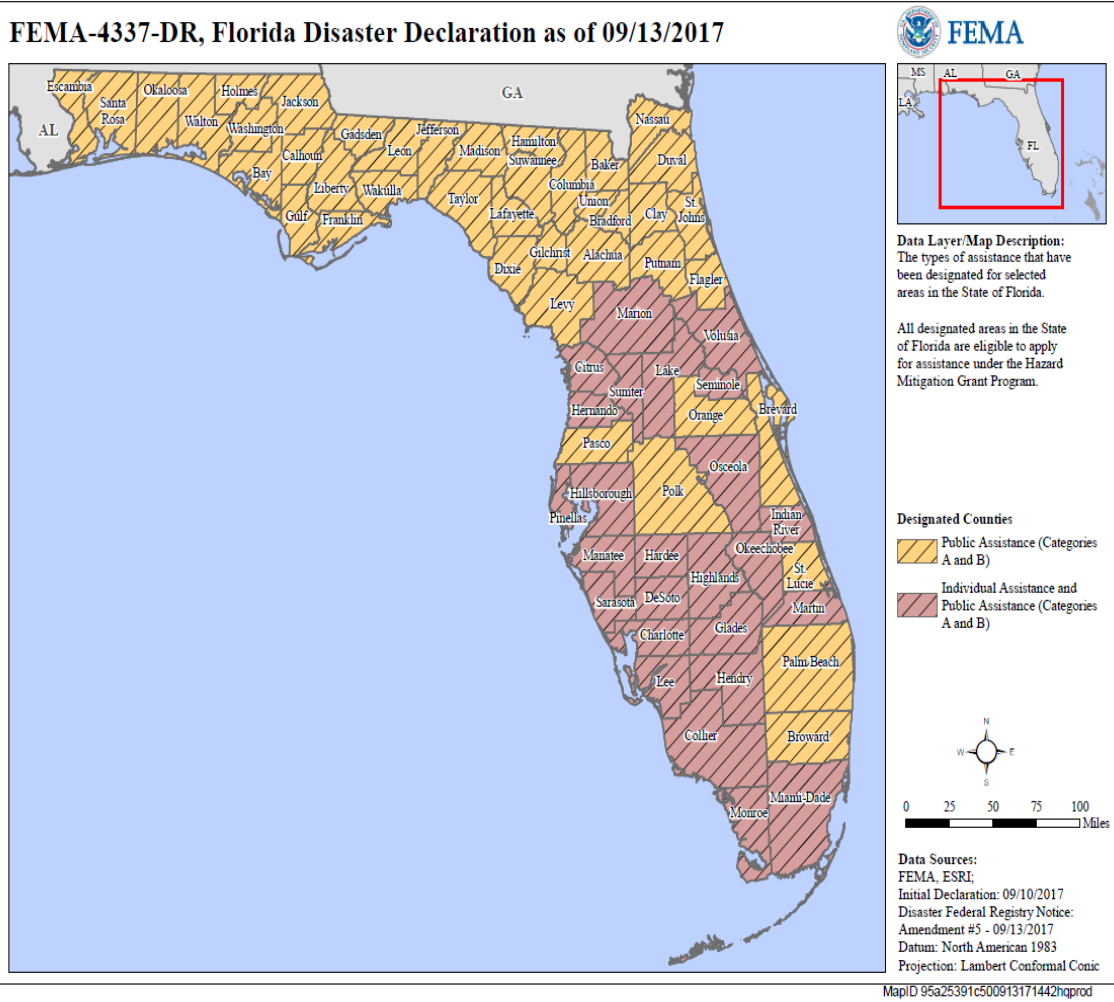 FEMA-4337-DR, Florida Disaster Declaration as of 09/13/2017
FEMA
MS
AL
GA
LA
FL
AL
GA
Escambia
Santa
Rosa
Okaloosa
Walton
Holmes
Washington
Jackson
Bay
Calhoun
Gulf
Liberty
Franklin
Gadsden
Leon
Wakulla
Jefferson
Madison
Taylor
Hamilton
Suwannee
Lafayette
Columbia
Dixie
Gilchrist
Baker
Union
Bradford
Alachua
Levy
Nassau
Duval
Clay
St.
Johns
Putnam
Flagler
Marion
Volusia
Citrus
Sumter
Lake
Seminole
Hernando
Orange
Brevard
Pasco
Osceola
Hillsborough
Polk
Pinellas
Indian
River
Manatee
Hardee
Okeechobee
Highlands
St.
Lucie
Sarasota
DeSoto
Martin
Charlotte
Glades
Palm Beach
Lee
Hendry
Collier
Broward
Miami-Dade
Monroe
Data Layer/Map Description:
The types of assistance that have
been designated for selected
areas in the State of Florida.
All designated areas in the State
of Florida are eligible to apply
for assistance under the Hazard
Mitigation Grant Program.
Designated Counties
Public Assistance (Categories
A and B)
Individual Assistance and
Public Assistance (Categories
A and B)
N
W
E
S
0 25 50 75 100
Miles
Data Sources:
FEMA, ESRI;
Initial Declaration: 09/10/2017
Disaster Federal Registry Notice:
Amendment #5 - 09/13/2017
Datum: North American 1983
Projection: Lambert Conformal Conic
MapID 95a25391c500913171442hqprod